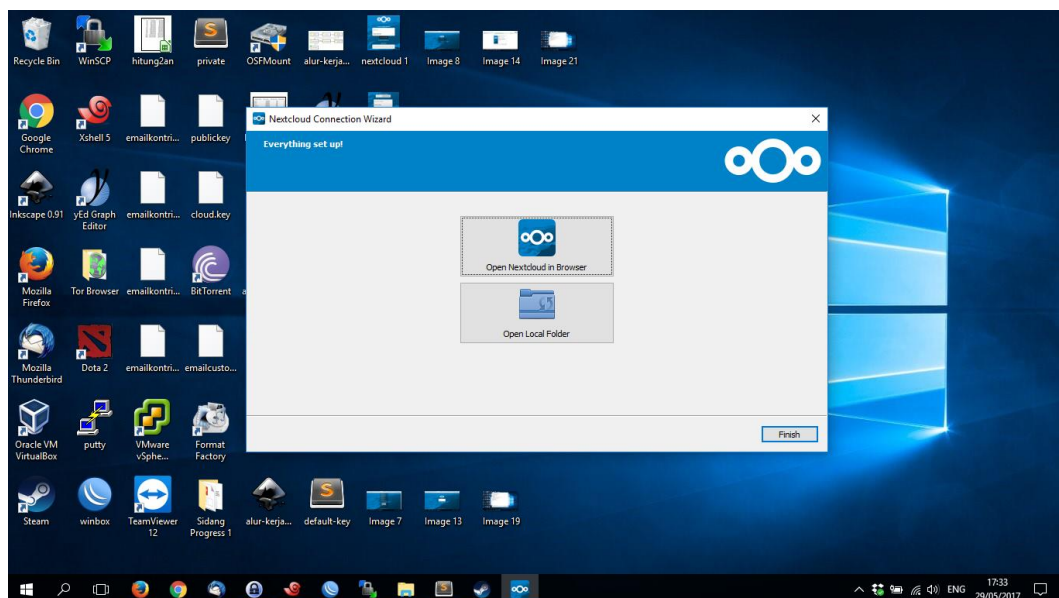 Recycle Bin
WinSCP
hitung2an
private
OSFMount
alur-kerja...
nextcloud 1
Image 8
Image 14
Image 21
Google
Chrome
Xshell 5
emailkontri...
publickey
Nextcloud Connection Wizard
Everything set up!
Inkscape 0.91
yEd Graph
Editor
emailkontri...
cloud.key
Open Nextcloud in Browser
Mozilla
Firefox
Tor Browser
emailkontri...
BitTorrent
Open Local Folder
Mozilla
Thunderbird
Dota 2
emailkontri...
emailcusto...
Oracle VM
VirtualBox
putty
VMware
vSphe...
Format
Factory
Finish
Steam
winbox
TeamViewer
12
Sidang
Progress 1
alur-kerja...
default-key
Image 7
Image 13
Image 19
ENG
17:33
29/05/2017